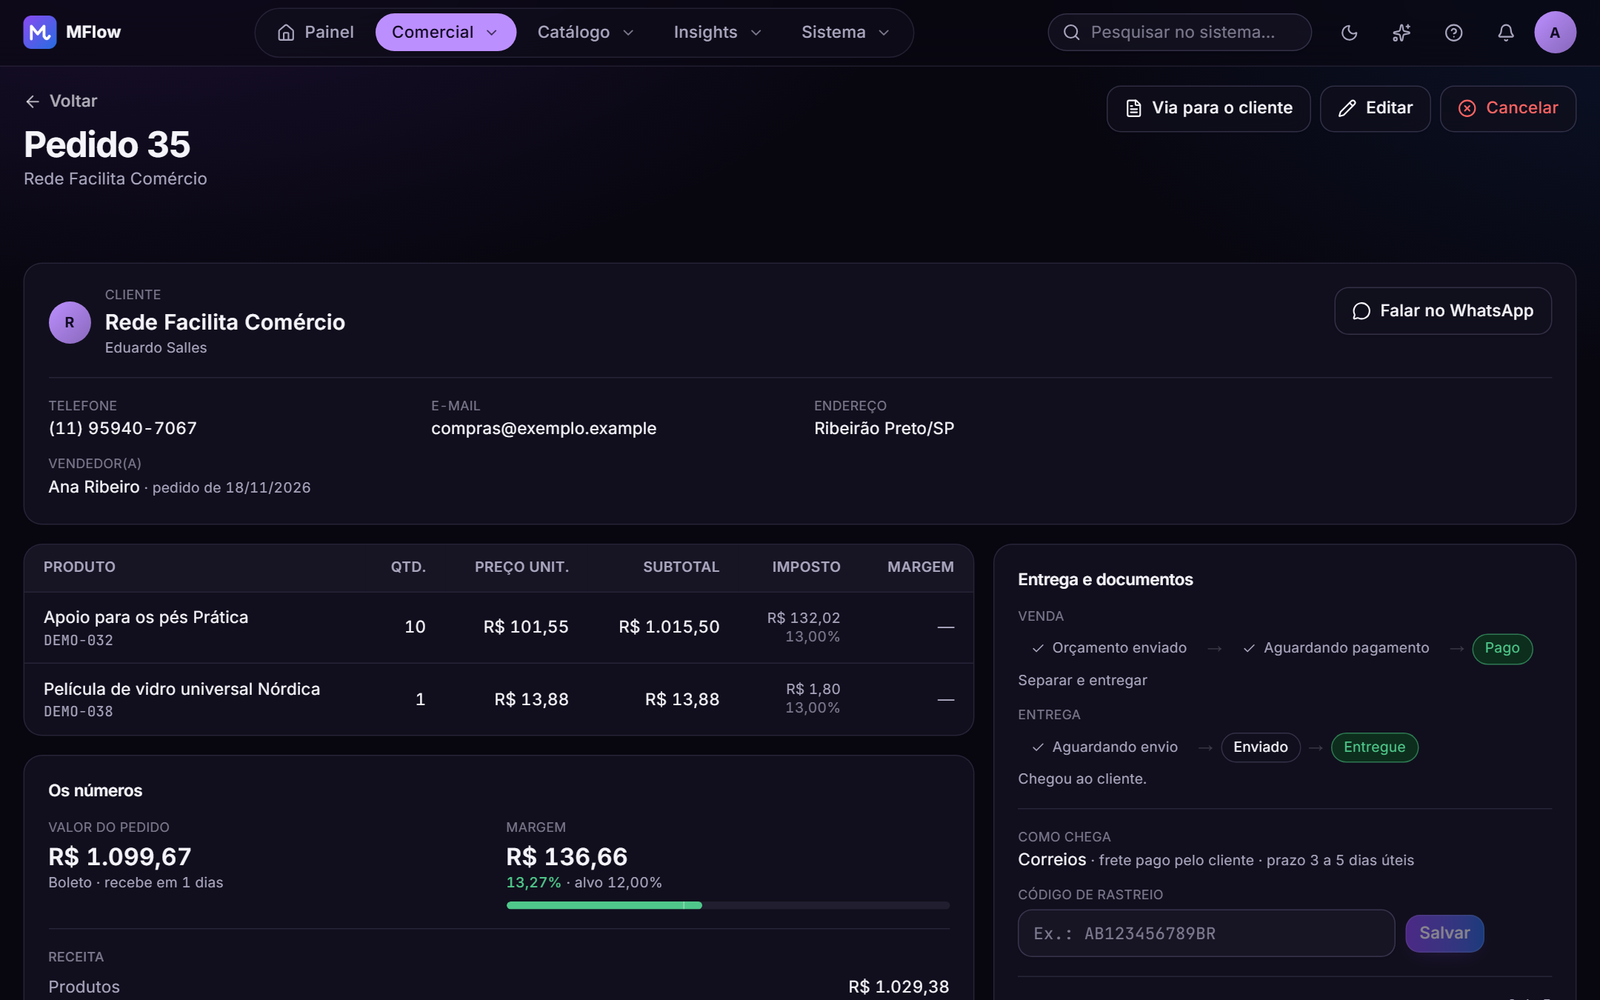 MFlow
Painel
Comercial
Catálogo
Insights
Sistema
Pesquisar no sistema...
A
Voltar
Pedido 35
Rede Facilita Comércio
Via para o cliente
Editar
Cancelar
R
CLIENTE
Rede Facilita Comércio
Eduardo Salles
Falar no WhatsApp
TELEFONE
(11) 95940-7067
E-MAIL
compras@exemplo.example
ENDEREÇO
Ribeirão Preto/SP
VENDEDOR(A)
Ana Ribeiro · pedido de 18/11/2026
PRODUTO QTD. PREÇO UNIT. SUBTOTAL IMPOSTO MARGEM
Apoio para os pés Prática
DEMO-032
10 R$ 101,55 R$ 1.015,50
R$ 132,02
13,00%
—
Película de vidro universal Nórdica
DEMO-038
1 R$ 13,88 R$ 13,88
R$ 1,80
13,00%
—
Os números
VALOR DO PEDIDO
R$ 1.099,67
Boleto · recebe em 1 dias
MARGEM
R$ 136,66
13,27% · alvo 12,00%
RECEITA
Produtos R$ 1.029,38
Entrega e documentos
VENDA
Orçamento enviado → Aguardando pagamento → Pago
Separar e entregar
ENTREGA
Aguardando envio → Enviado → Entregue
Chegou ao cliente.
COMO CHEGA
Correios · frete pago pelo cliente · prazo 3 a 5 dias úteis
CÓDIGO DE RASTREIO
Ex.: AB123456789BR
Salvar